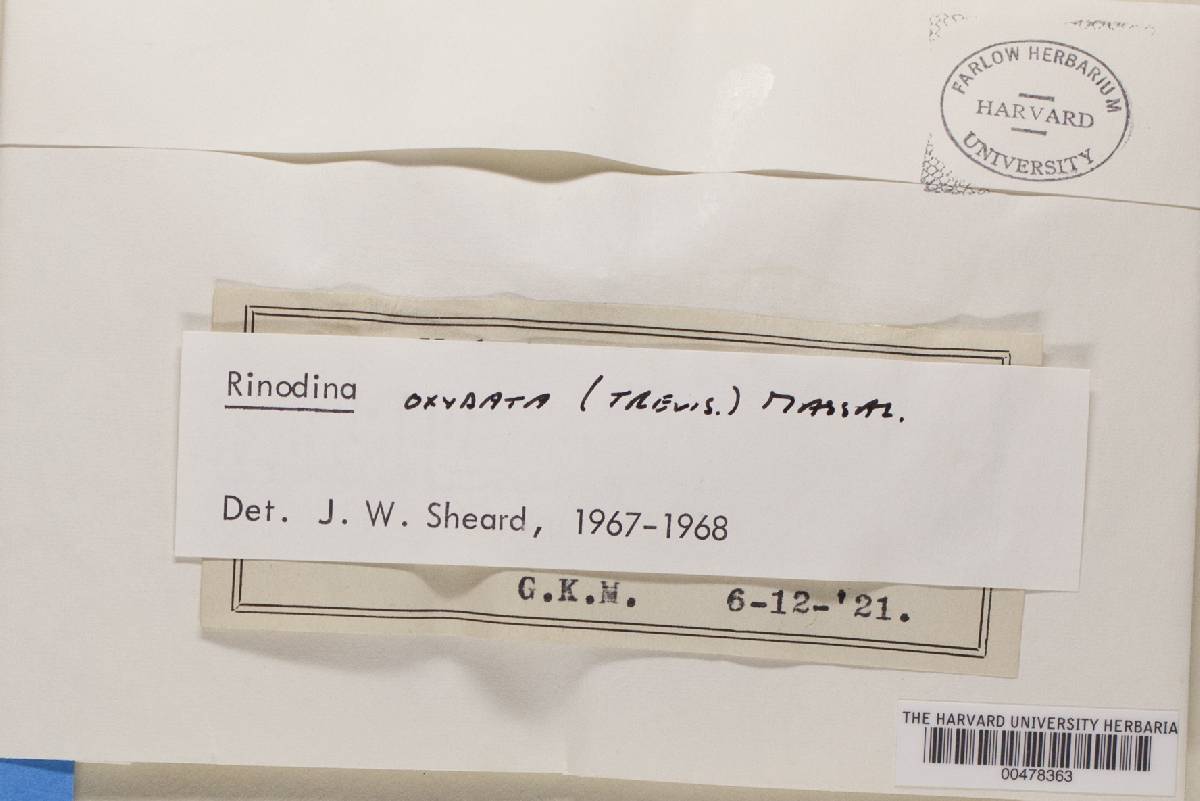 FARLOW HERBARIUM
HARVARD
UNIVERSITY
Rinodina OXYDATA (TREVIS.) MASSAL.
Det. J. W. Sheard, 1967-1968
G.K.M. 6-12-'21.
THE HARVARD UNIVERSITY HERBARIA
00478363